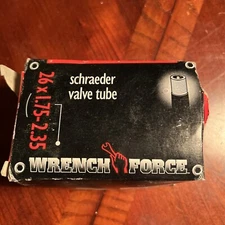 schraeder
valve tube
26 x 1.75-2.35
WRENCH FORCE